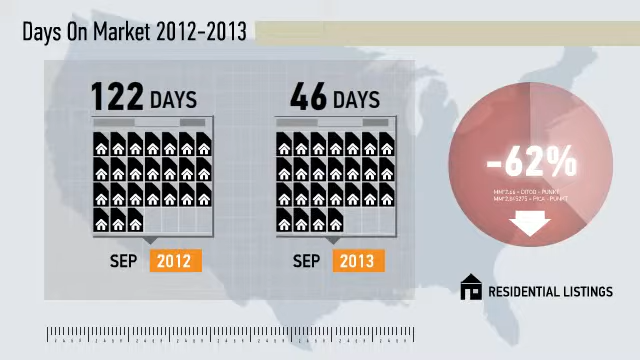 Days On Market 2012-2013
122 DAYS
46 DAYS
-62%
SEP 2012
SEP 2013
RESIDENTIAL LISTINGS